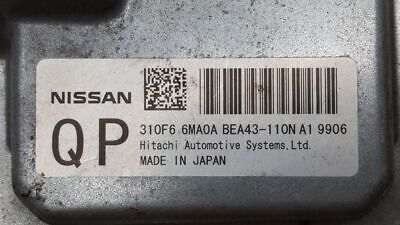 NISSAN
QP
310F6 6MA0A BEA43-110N A1 9906
Hitachi Automotive Systems,Ltd.
MADE IN JAPAN